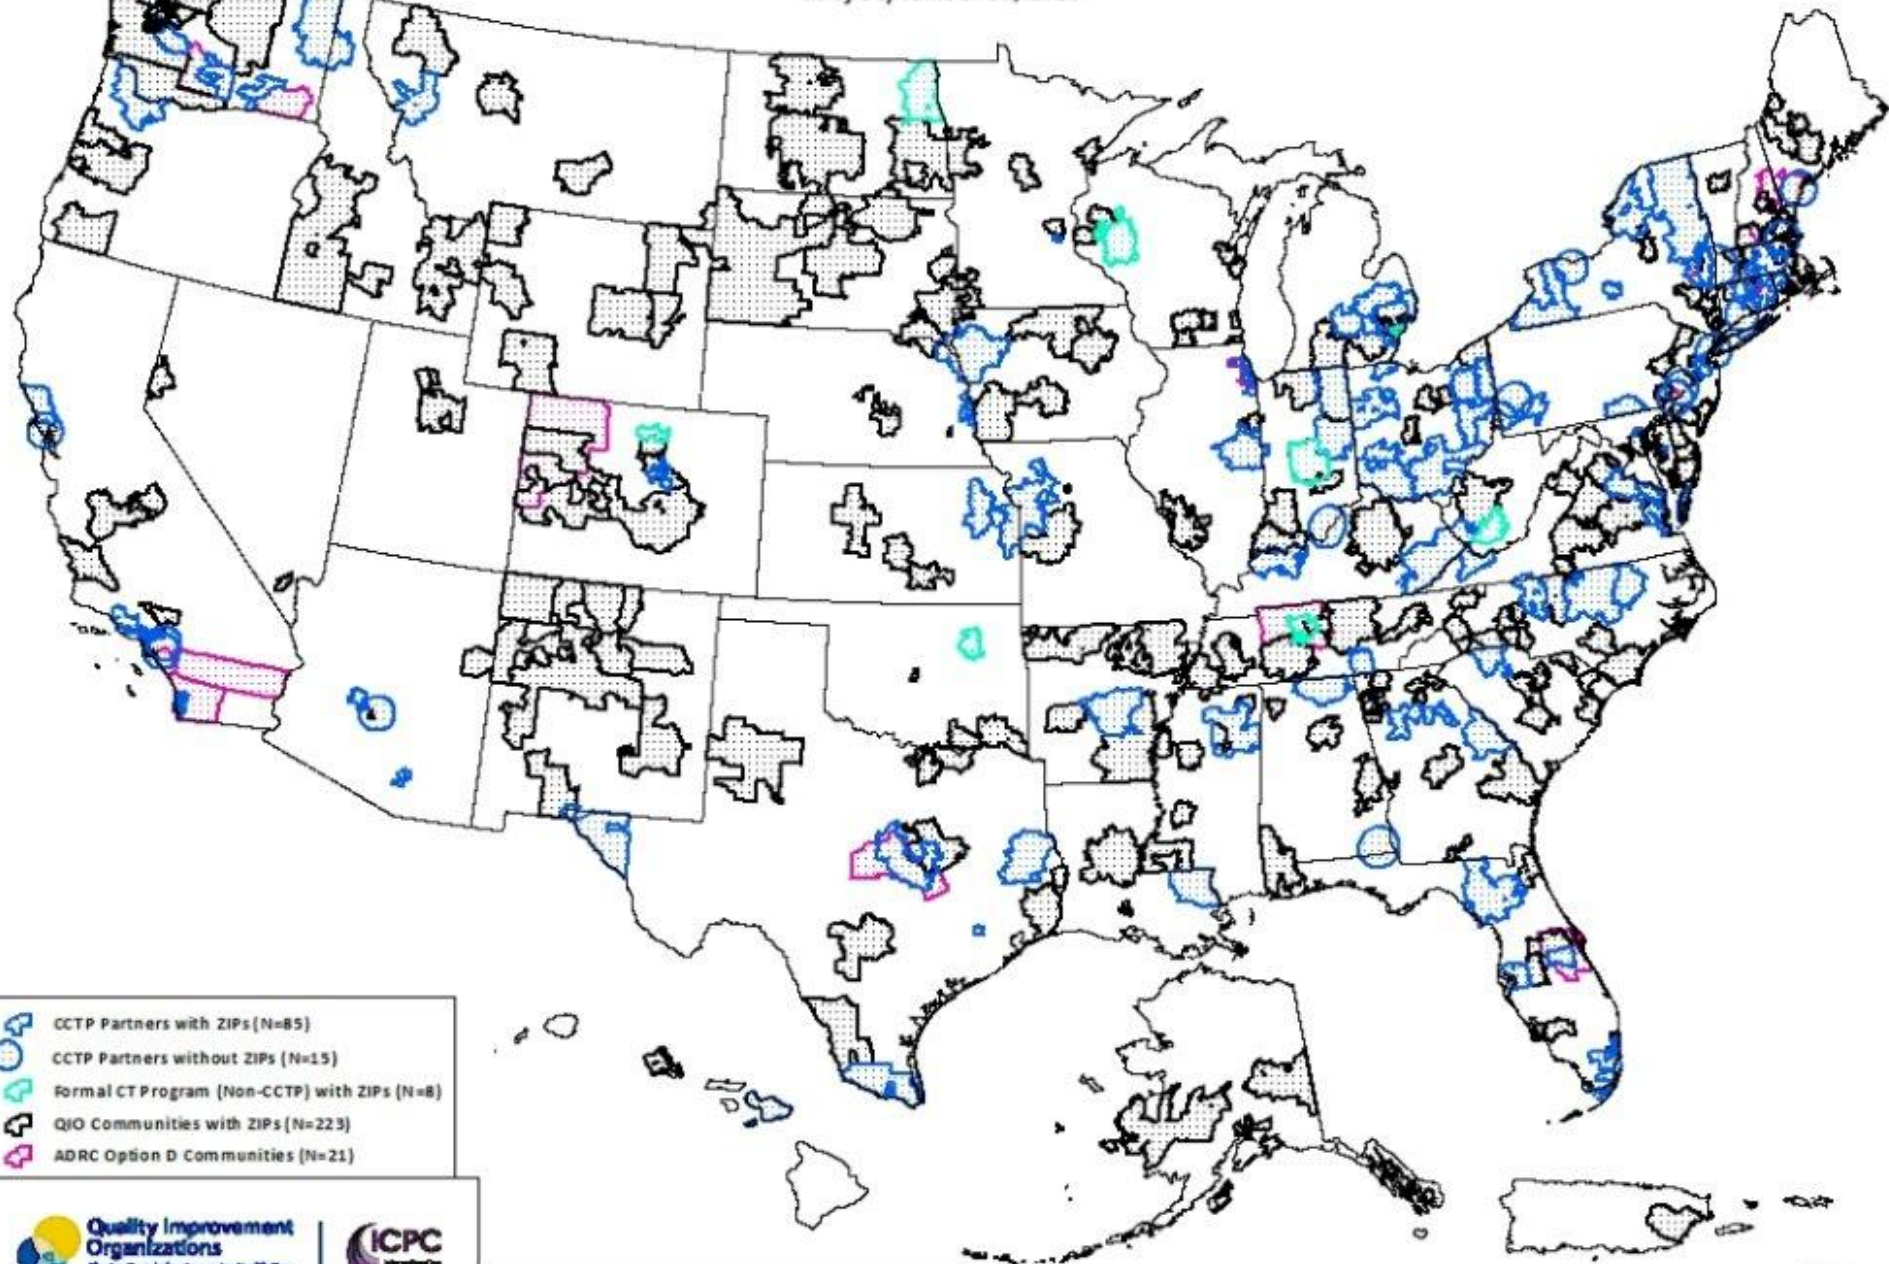 CCTP Partners with ZIPs (N=85)
CCTP Partners without ZIPs (N=15)
Formal CT Program (Non-CCTP) with ZIPs (N=8)
QIO Communities with ZIPs (N=223)
ADRC Option D Communities (N=21)
Quality Improvement
Organizations
ICPC